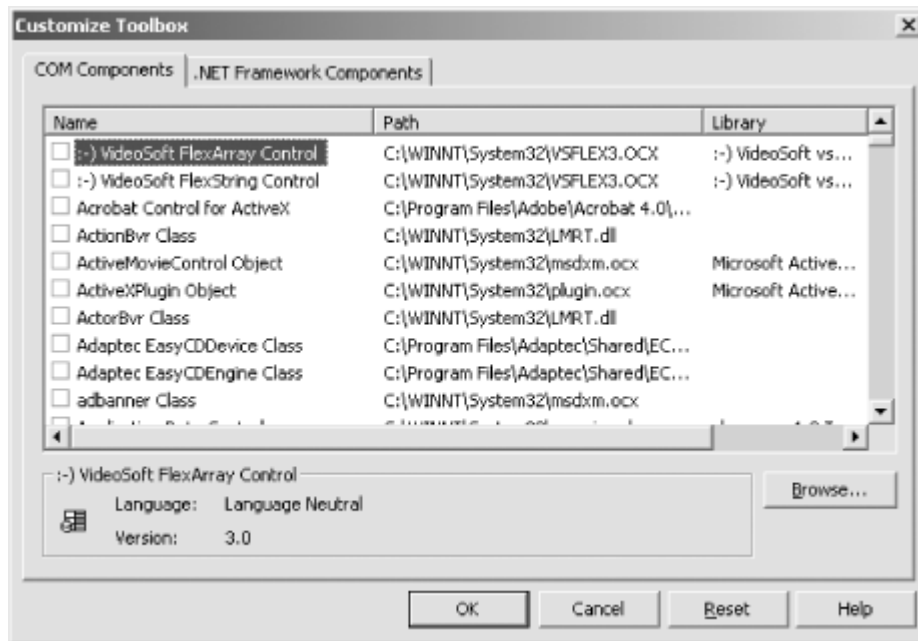 Customize Toolbox
COM Components .NET Framework Components
Name Path Library
:-) VideoSoft FlexArray Control C:\WINNT\System32\VSFLEX3.OCX :-) VideoSoft vs...
:-) VideoSoft FlexString Control C:\WINNT\System32\VSFLEX3.OCX :-) VideoSoft vs...
Acrobat Control for ActiveX C:\Program Files\Adobe\Acrobat 4.0\...
ActionBvr Class C:\WINNT\System32\LMRT.dll
ActiveMovieControl Object C:\WINNT\System32\msdxm.ocx Microsoft Active...
ActiveXPlugin Object C:\WINNT\System32\plugin.ocx Microsoft Active...
ActorBvr Class C:\WINNT\System32\LMRT.dll
Adaptec EasyCDDevice Class C:\Program Files\Adaptec\Shared\EC...
Adaptec EasyCDEngine Class C:\Program Files\Adaptec\Shared\EC...
adbanner Class C:\WINNT\System32\msdxm.ocx
:-) VideoSoft FlexArray Control
Language: Language Neutral
Version: 3.0
Browse...
OK Cancel Reset Help